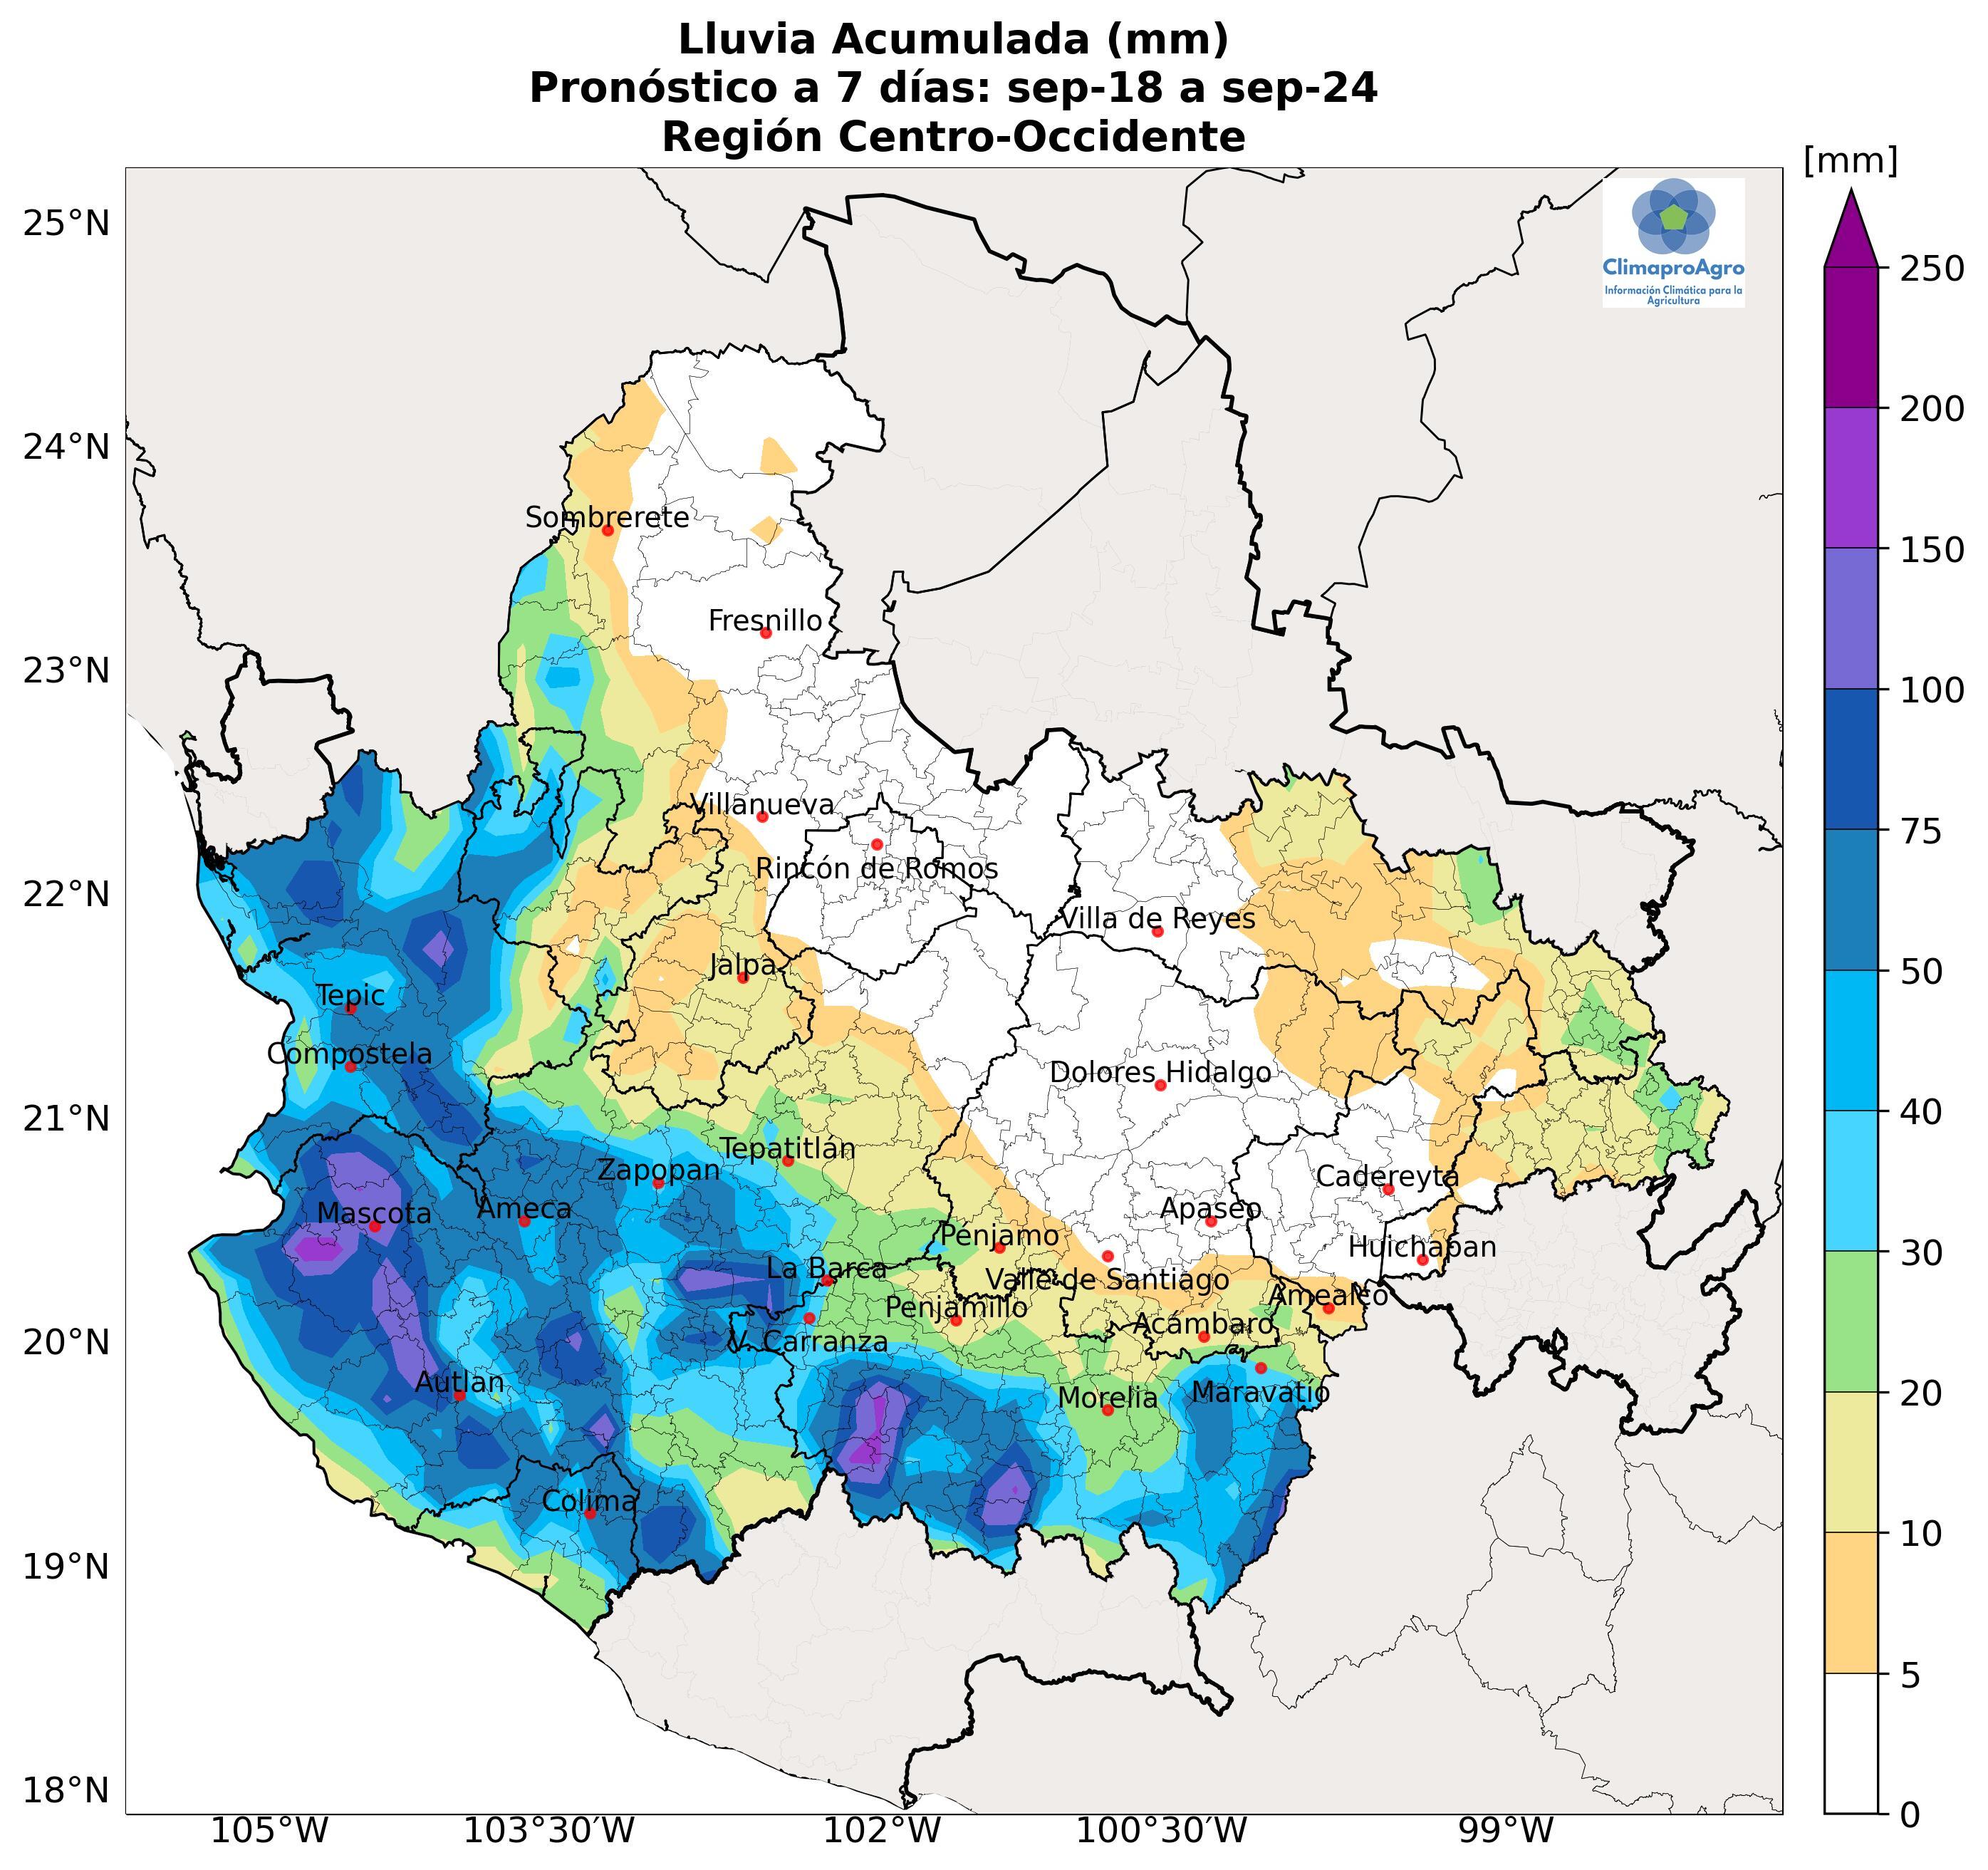 Lluvia Acumulada (mm)
Pronóstico a 7 días: sep-18 a sep-24
Región Centro-Occidente
[mm]
ClimaproAgro
Información Climática para la
Agricultura
25°N
24°N
23°N
22°N
21°N
20°N
19°N
18°N
Sombrerete
Fresnillo
Villanueva
Rincón de Romos
Villa de Reyes
Jalpa
Tepic
Compostela
Dolores Hidalgo
Tepatitlán
Zapopan
Cadereyta
Mascota
Ameca
Apaseo
Penjamo
Huichapan
La Barca
Valle de Santiago
Amealco
Penjamillo
Acámbaro
V. Carranza
Autlan
Morelia
Maravatío
Colima
105°W
103°30'W
102°W
100°30'W
99°W
250
200
150
100
75
50
40
30
20
10
5
0